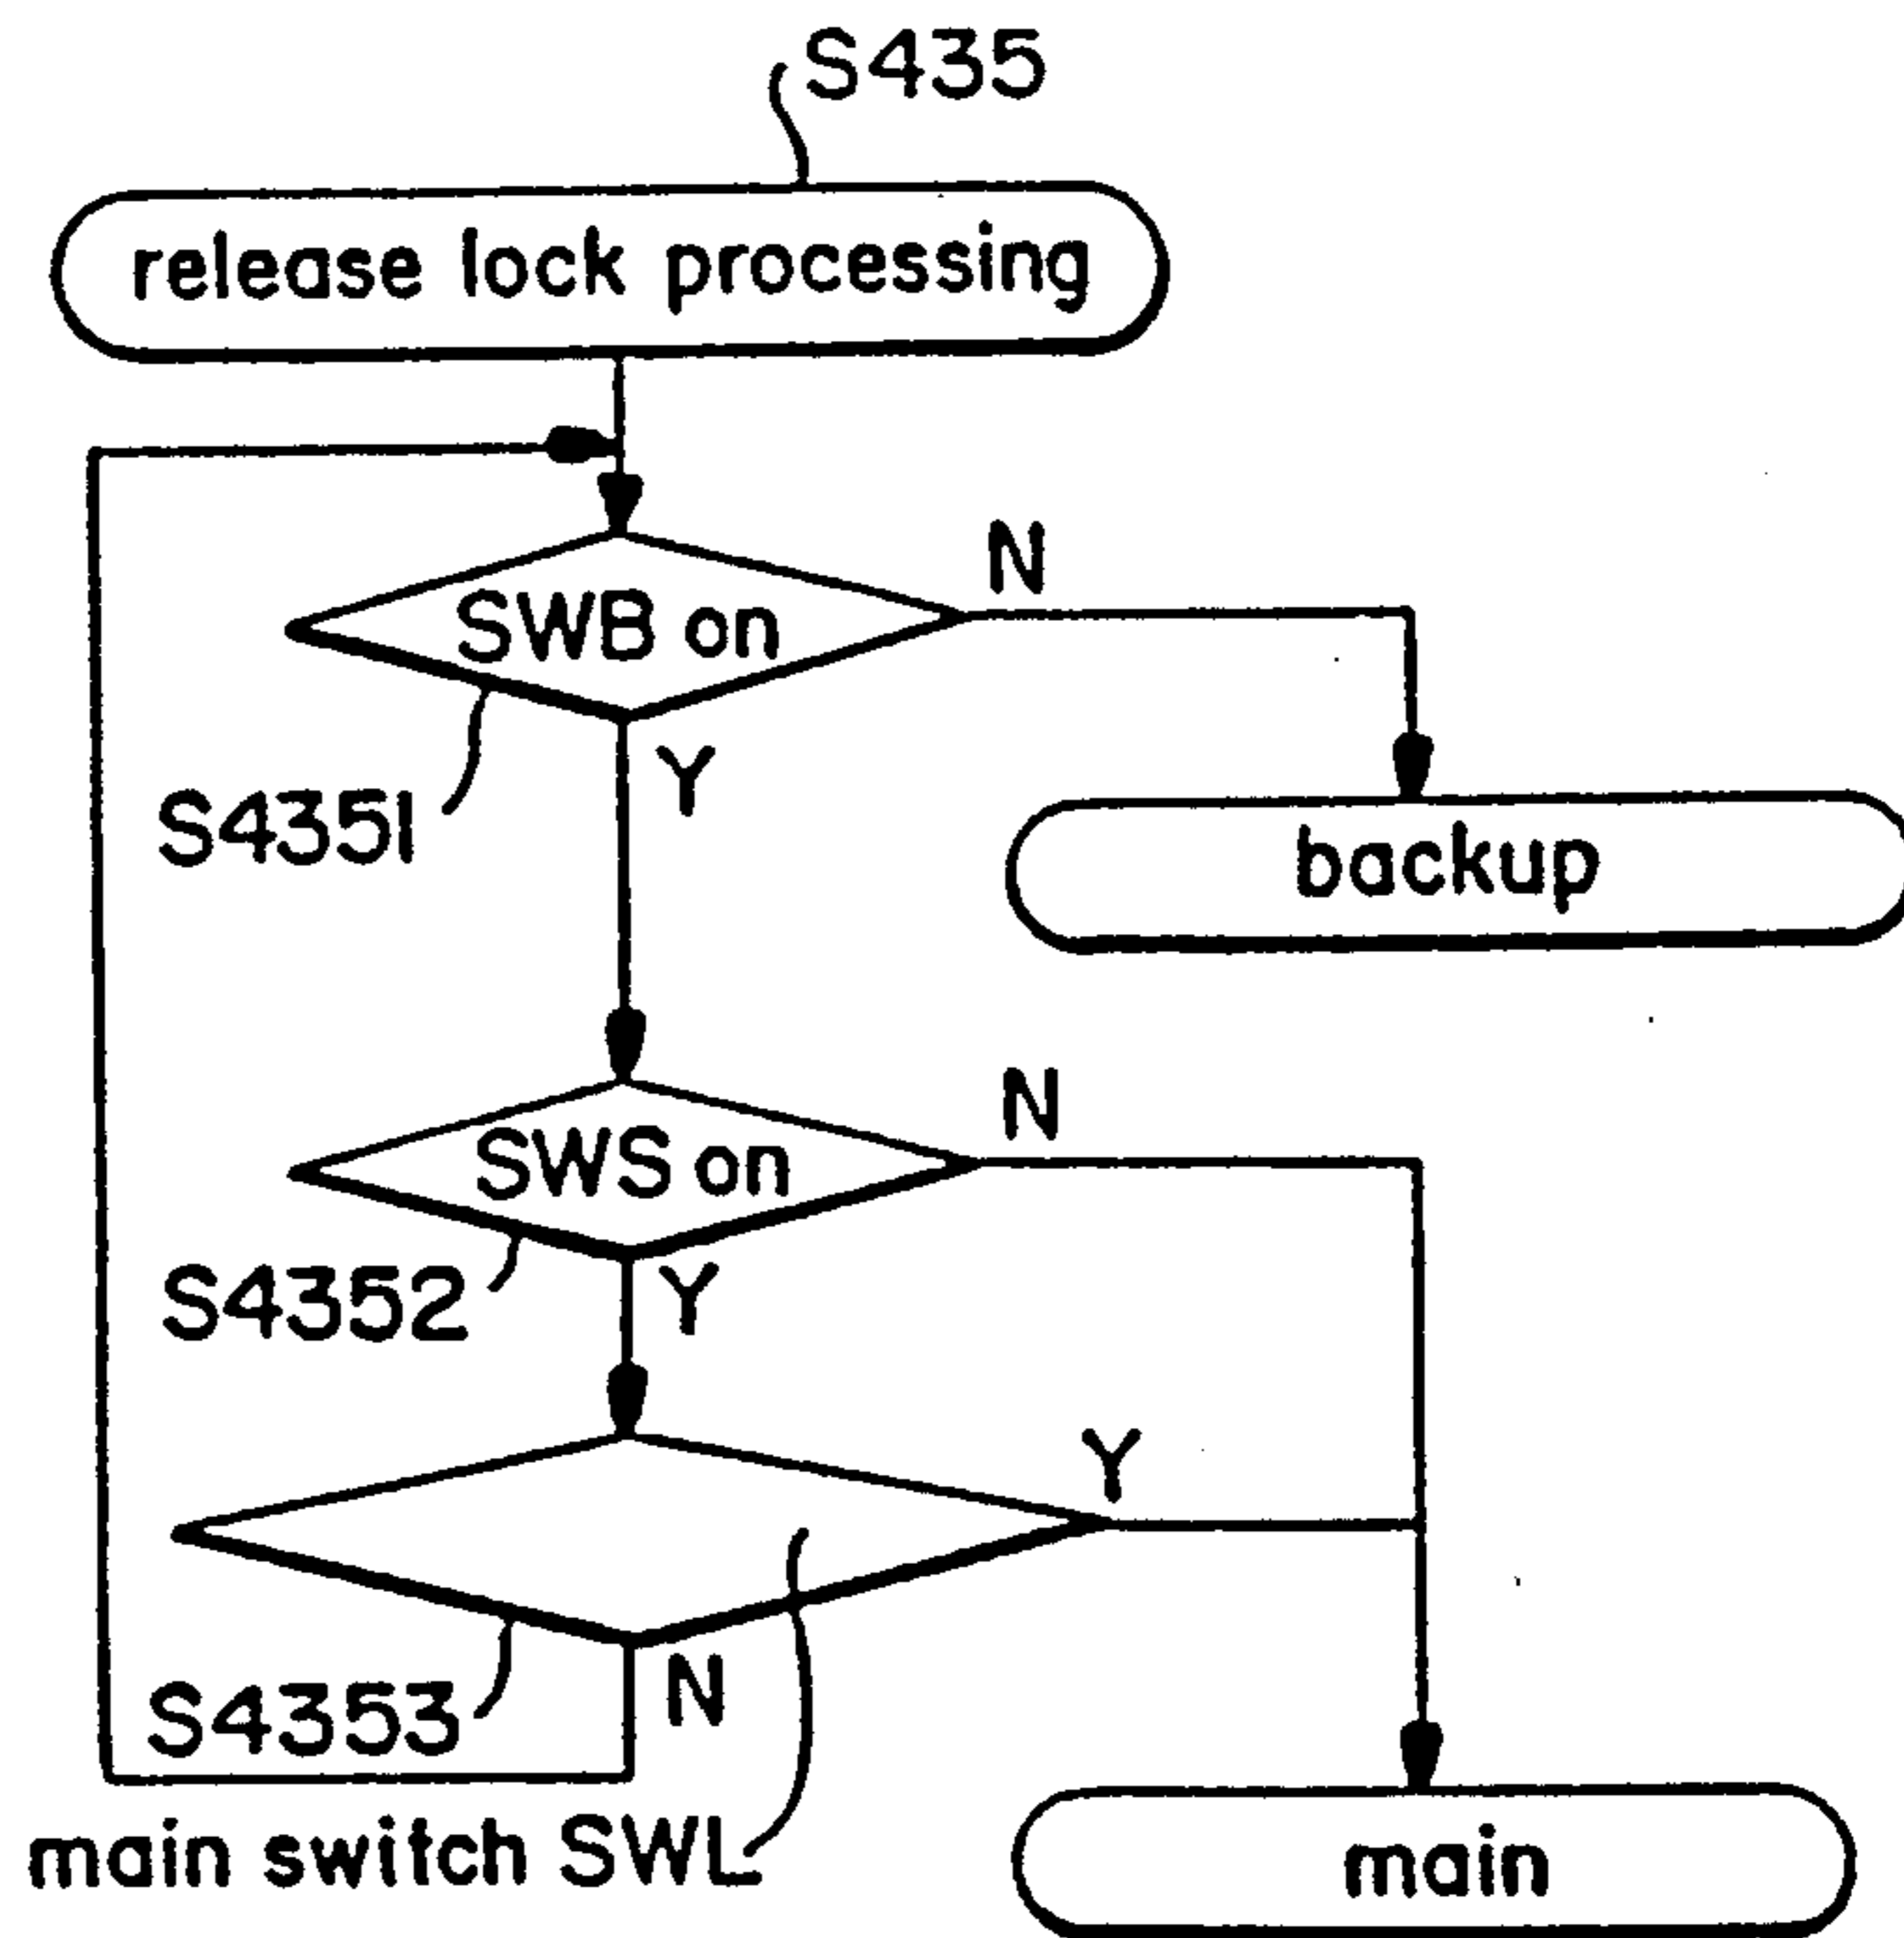 S435
release lock processing
SWB on
N
Y
S4351
backup
SWS on
N
S4352
Y
Y
S4353
N
main switch SWL
main